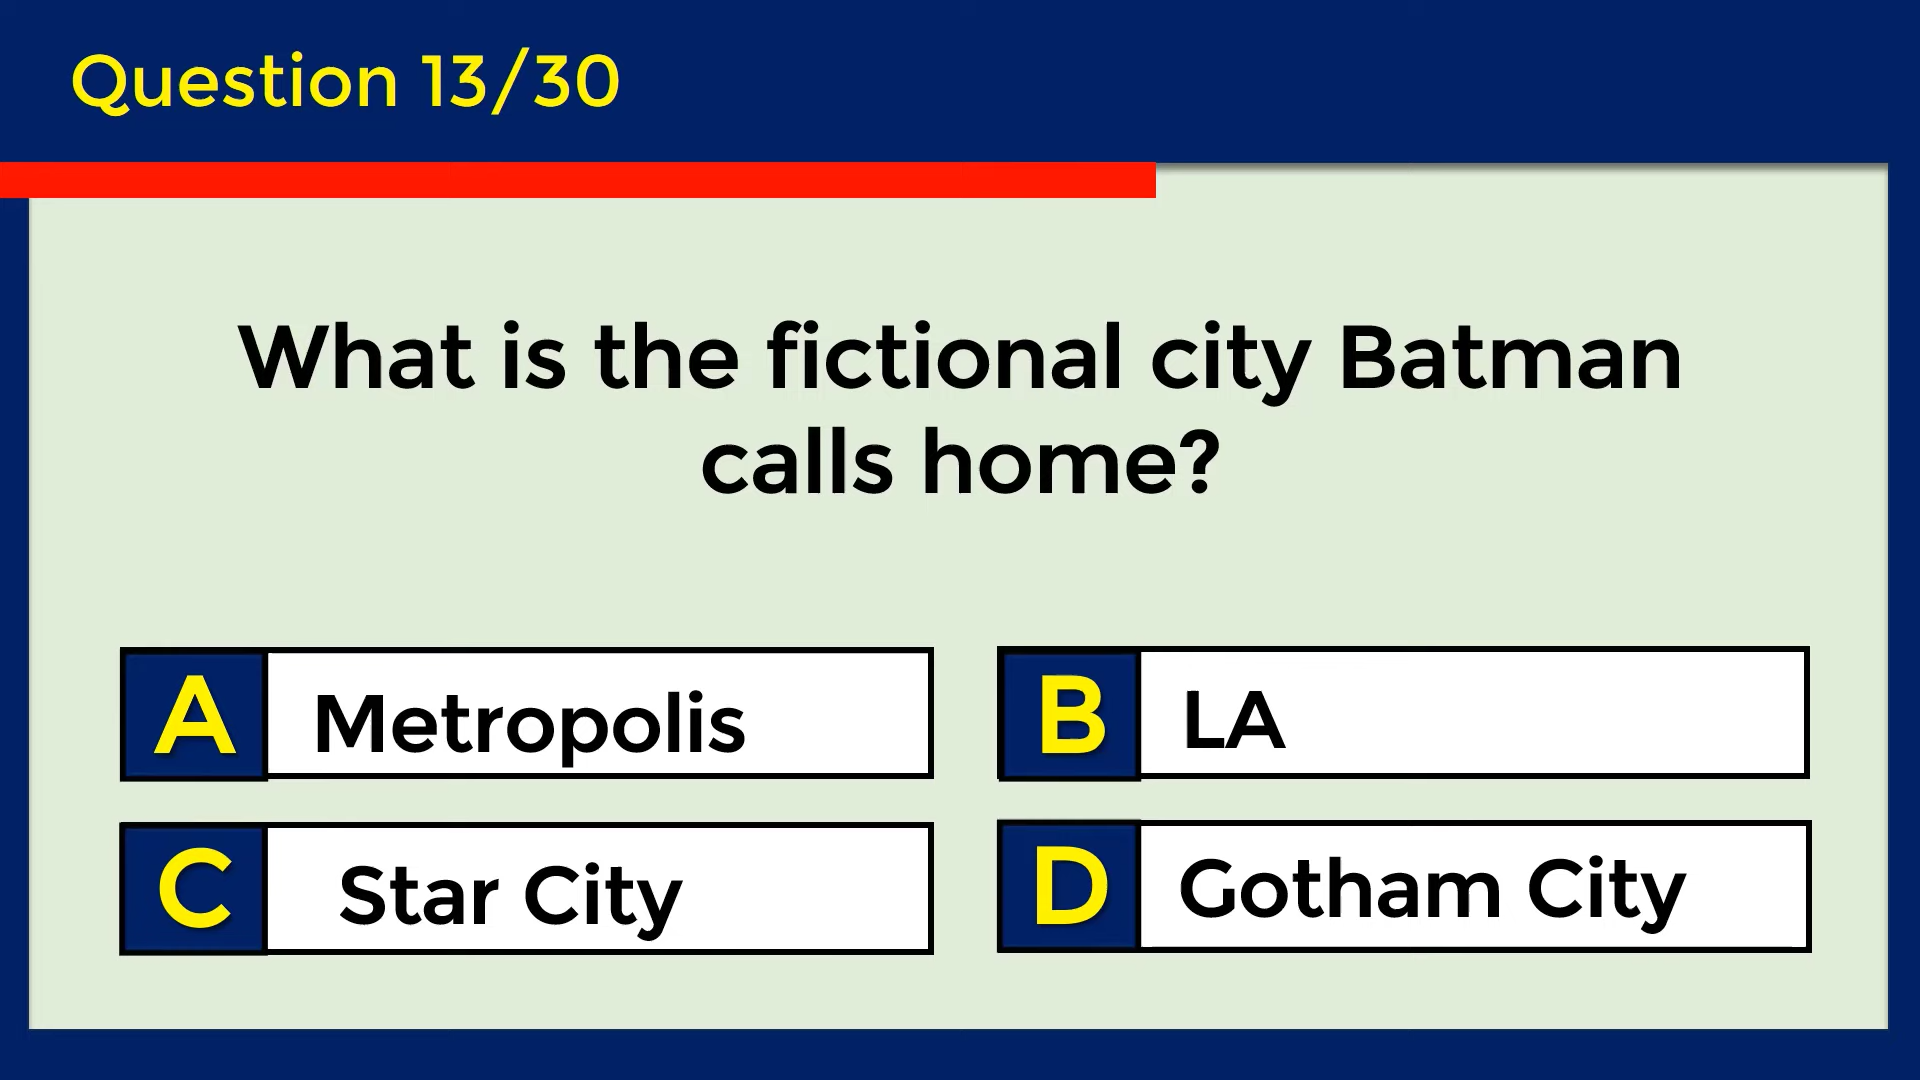 Question 13/30
What is the fictional city Batman
calls home?
A Metropolis
B LA
C Star City
D Gotham City